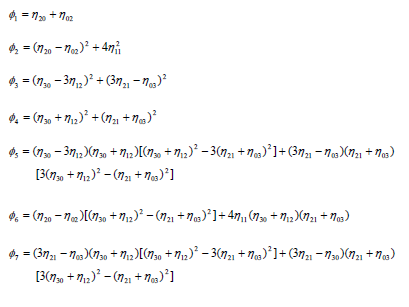 ϕ₁ = η₂₀ + η₀₂
ϕ₂ = (η₂₀ − η₀₂)² + 4η₁₁²
ϕ₃ = (η₃₀ − 3η₁₂)² + (3η₂₁ − η₀₃)²
ϕ₄ = (η₃₀ + η₁₂)² + (η₂₁ + η₀₃)²
ϕ₅ = (η₃₀ − 3η₁₂)(η₃₀ + η₁₂)[(η₃₀ + η₁₂)² − 3(η₂₁ + η₀₃)²] + (3η₂₁ − η₀₃)(η₂₁ + η₀₃)
[3(η₃₀ + η₁₂)² − (η₂₁ + η₀₃)²]
ϕ₆ = (η₂₀ − η₀₂)[(η₃₀ + η₁₂)² − (η₂₁ + η₀₃)²] + 4η₁₁(η₃₀ + η₁₂)(η₂₁ + η₀₃)
ϕ₇ = (3η₂₁ − η₀₃)(η₃₀ + η₁₂)[(η₃₀ + η₁₂)² − 3(η₂₁ + η₀₃)²] + (3η₂₁ − η₃₀)(η₂₁ + η₀₃)
[3(η₃₀ + η₁₂)² − (η₂₁ + η₀₃)²]